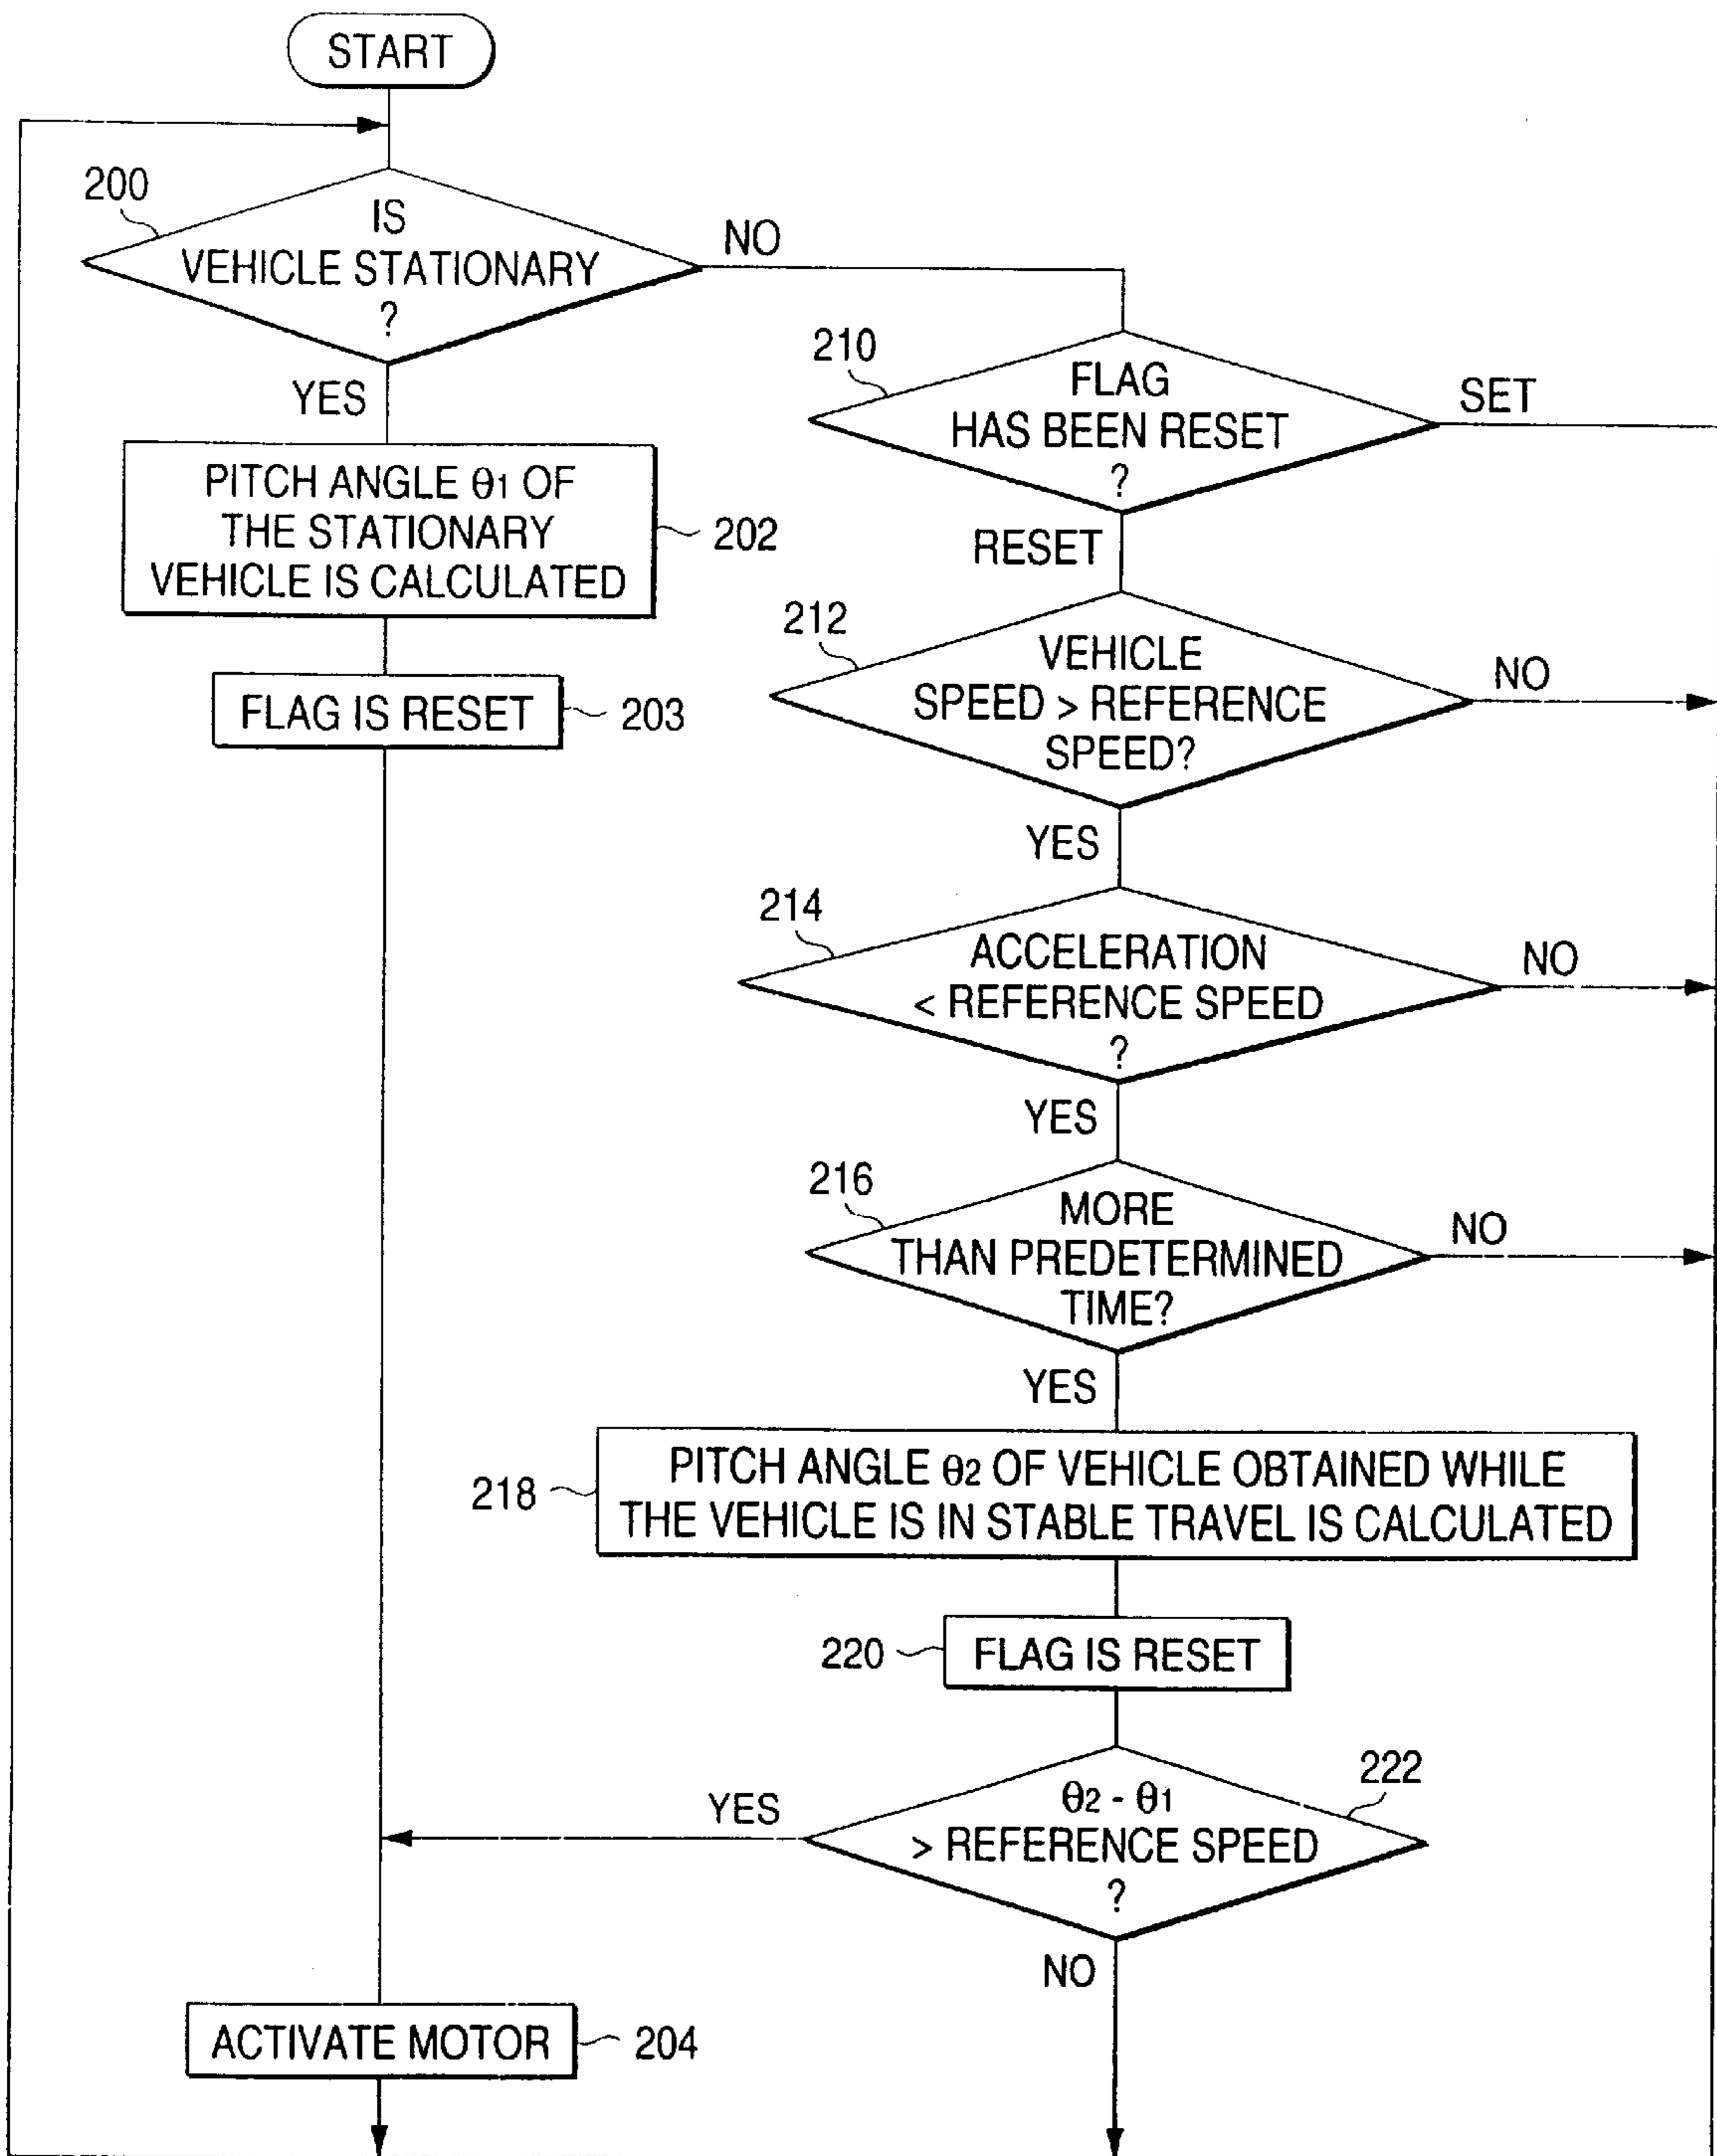 START
200
IS
VEHICLE STATIONARY
?
NO
YES
PITCH ANGLE θ1 OF
THE STATIONARY
VEHICLE IS CALCULATED
202
FLAG IS RESET
203
210
FLAG
HAS BEEN RESET
?
SET
RESET
212
VEHICLE
SPEED > REFERENCE
SPEED?
NO
YES
214
ACCELERATION
< REFERENCE SPEED
?
NO
YES
216
MORE
THAN PREDETERMINED
TIME?
NO
YES
218
PITCH ANGLE θ2 OF VEHICLE OBTAINED WHILE
THE VEHICLE IS IN STABLE TRAVEL IS CALCULATED
220
FLAG IS RESET
222
θ2 - θ1
> REFERENCE SPEED
?
YES
NO
ACTIVATE MOTOR
204